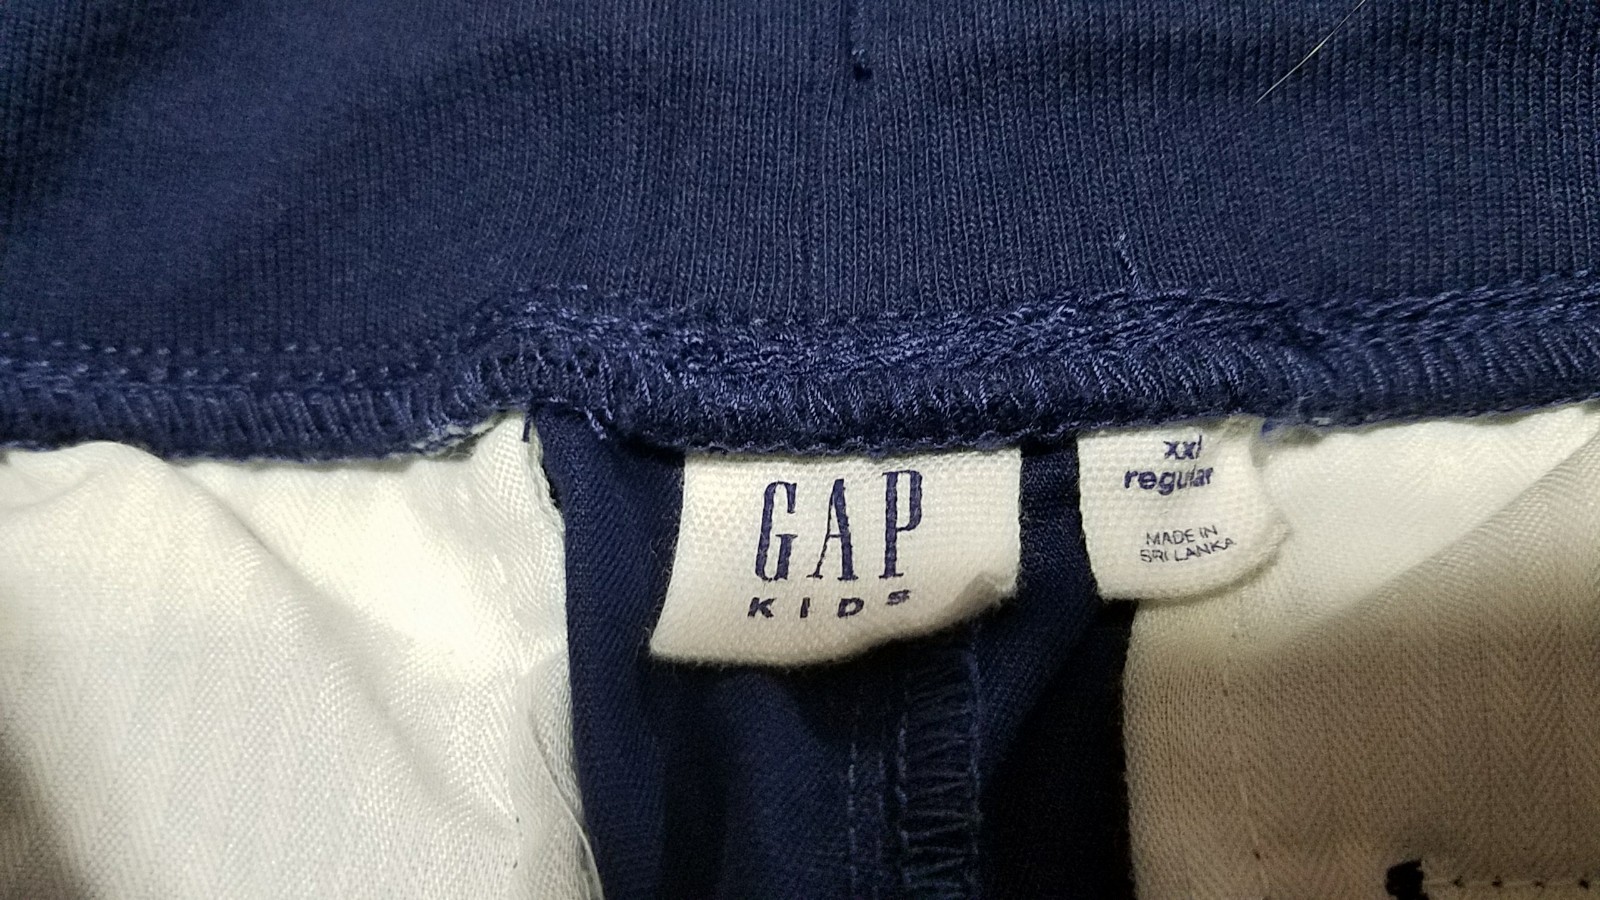 GAP
KIDS
xxl
regular
MADE IN
SRI LANKA